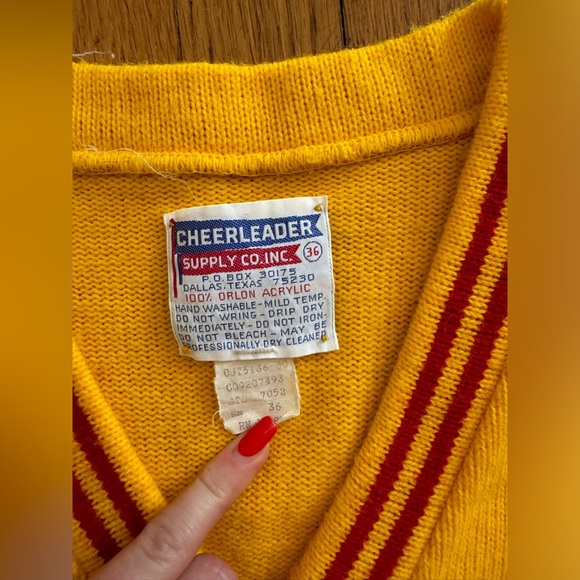 CHEERLEADER
SUPPLY CO. INC. 36
P.O. BOX 30175
DALLAS, TEXAS 75230
100% ORLON ACRYLIC
HAND WASHABLE - MILD TEMP.
DO NOT WRING - DRIP DRY
IMMEDIATELY - DO NOT IRON-
DO NOT BLEACH - MAY BE
PROFESSIONALLY DRY CLEANED
7052
36